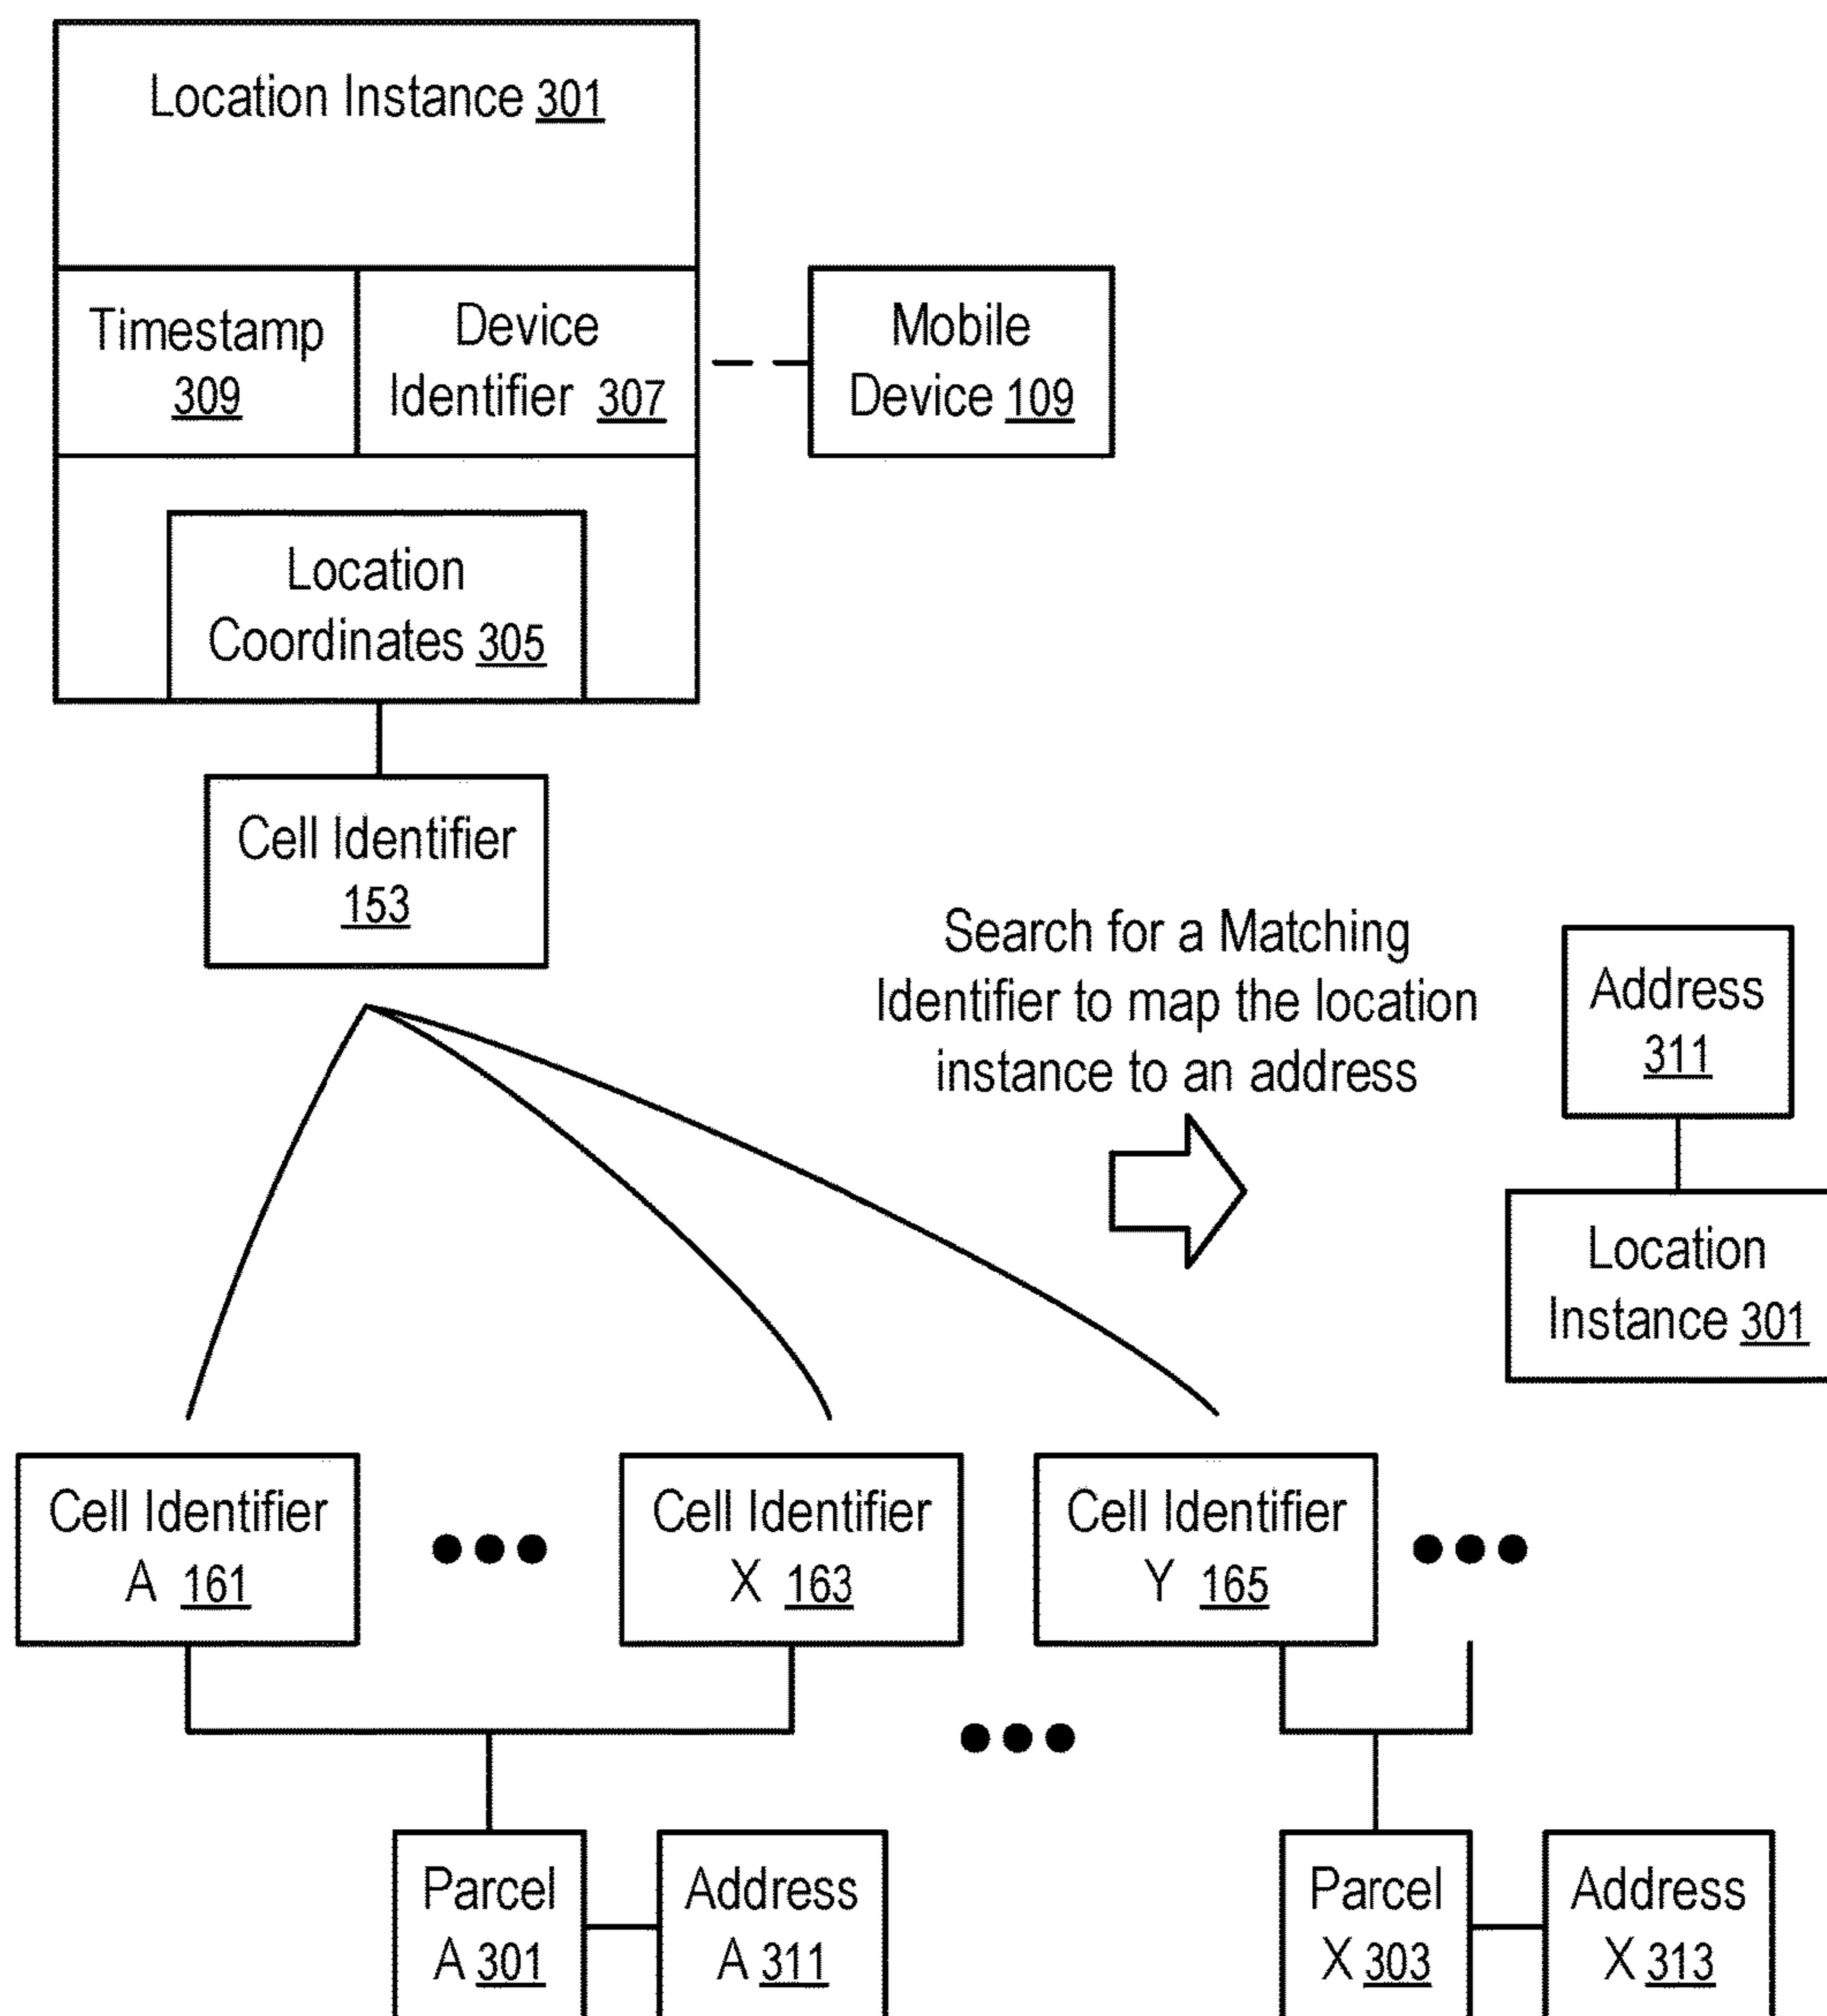 Location Instance 301
Timestamp
309
Device
Identifier 307
Mobile
Device 109
Location
Coordinates 305
Cell Identifier
153
Search for a Matching
Identifier to map the location
instance to an address
Address
311
Location
Instance 301
Cell Identifier
A 161
Cell Identifier
X 163
Cell Identifier
Y 165
Parcel
A 301
Address
A 311
Parcel
X 303
Address
X 313